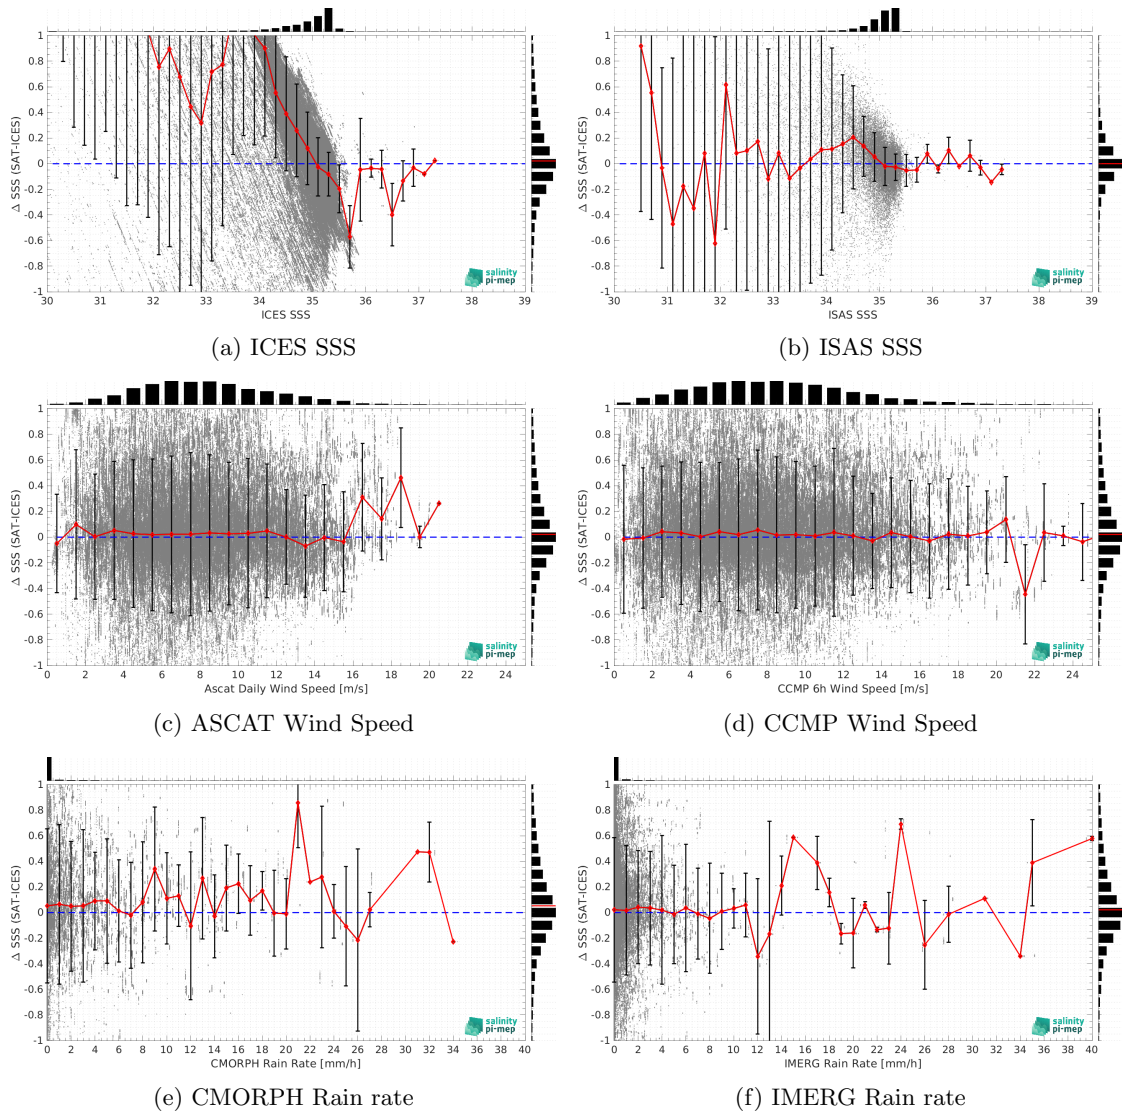 1
0.8
0.6
0.4
0.2
0
-0.2
-0.4
-0.6
-0.8
-1
Δ SSS (SAT-ICES)
30 31 32 33 34 35 36 37 38 39
ICES SSS
salinity
pi-mep
(a) ICES SSS
1
0.8
0.6
0.4
0.2
0
-0.2
-0.4
-0.6
-0.8
-1
Δ SSS (SAT-ICES)
30 31 32 33 34 35 36 37 38 39
ISAS SSS
salinity
pi-mep
(b) ISAS SSS
1
0.8
0.6
0.4
0.2
0
-0.2
-0.4
-0.6
-0.8
-1
Δ SSS (SAT-ICES)
0 2 4 6 8 10 12 14 16 18 20 22 24
Ascat Daily Wind Speed [m/s]
salinity
pi-mep
(c) ASCAT Wind Speed
1
0.8
0.6
0.4
0.2
0
-0.2
-0.4
-0.6
-0.8
-1
Δ SSS (SAT-ICES)
0 2 4 6 8 10 12 14 16 18 20 22 24
CCMP 6h Wind Speed [m/s]
salinity
pi-mep
(d) CCMP Wind Speed
1
0.8
0.6
0.4
0.2
0
-0.2
-0.4
-0.6
-0.8
-1
Δ SSS (SAT-ICES)
0 2 4 6 8 10 12 14 16 18 20 22 24 26 28 30 32 34 36 38 40
CMORPH Rain Rate [mm/h]
salinity
pi-mep
(e) CMORPH Rain rate
1
0.8
0.6
0.4
0.2
0
-0.2
-0.4
-0.6
-0.8
-1
Δ SSS (SAT-ICES)
0 2 4 6 8 10 12 14 16 18 20 22 24 26 28 30 32 34 36 38 40
IMERG Rain Rate [mm/h]
salinity
pi-mep
(f) IMERG Rain rate